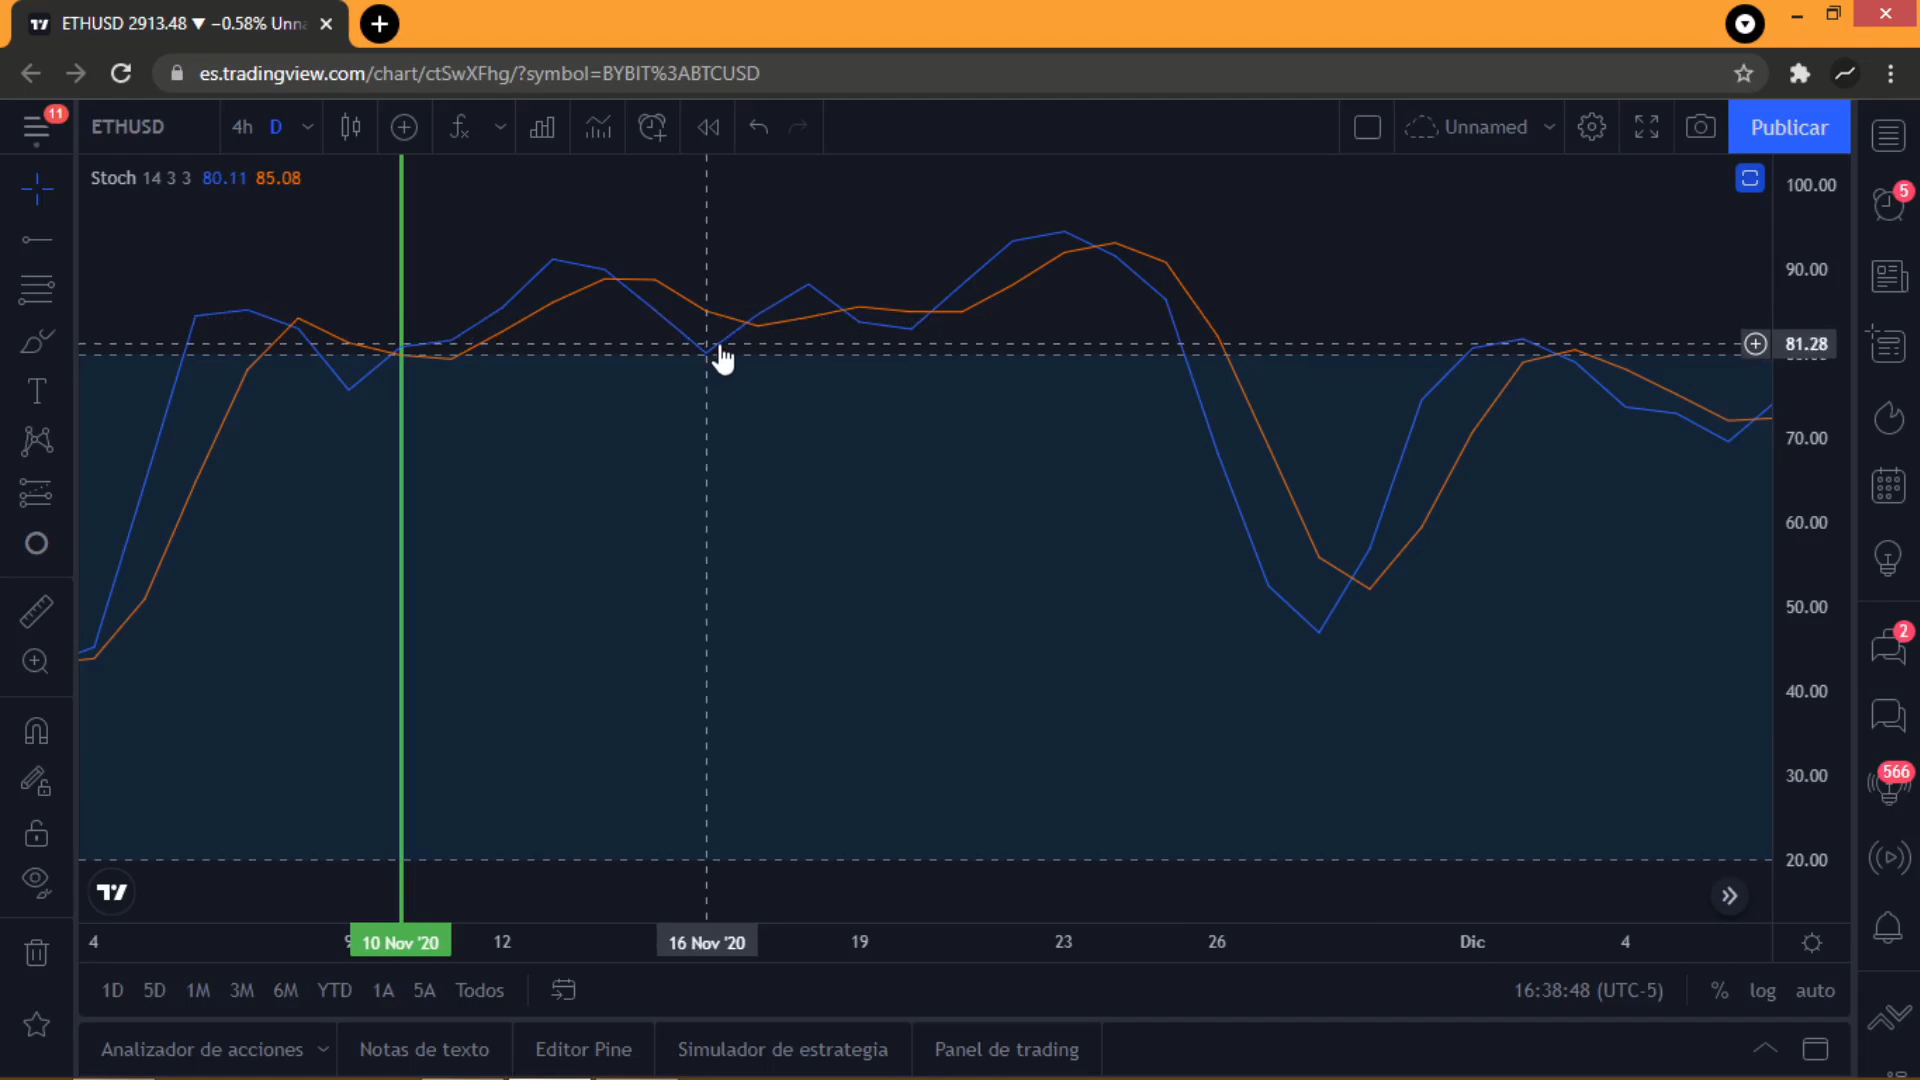 ETHUSD 2913.48 ▼ −0.58% Unn
es.tradingview.com/chart/ctSwXFhg/?symbol=BYBIT%3ABTCUSD
11
ETHUSD
4h D
Unnamed
Publicar
Stoch 14 3 3 80.11 85.08
100.00
90.00
81.28
70.00
60.00
50.00
40.00
30.00
20.00
5
2
566
4
10 Nov '20
12
16 Nov '20
19
23
26
Dic
4
1D 5D 1M 3M 6M YTD 1A 5A Todos
16:38:48 (UTC-5)
% log auto
Analizador de acciones
Notas de texto
Editor Pine
Simulador de estrategia
Panel de trading